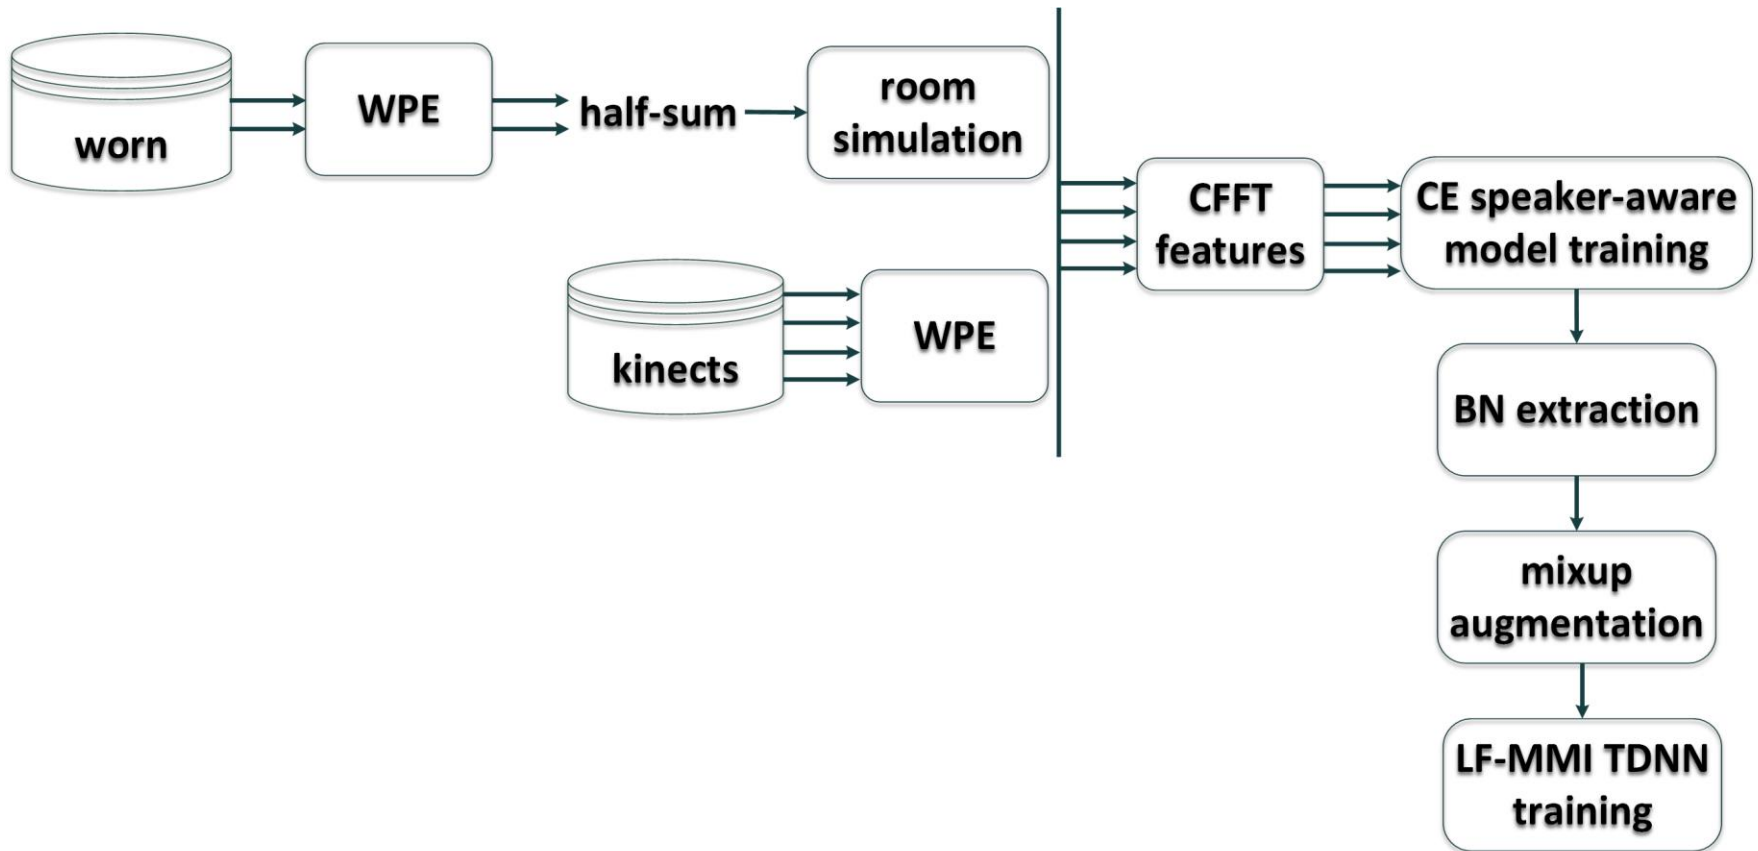 worn
WPE
half-sum
room
simulation
kinects
WPE
CFFT
features
CE speaker-aware
model training
BN extraction
mixup
augmentation
LF-MMI TDNN
training